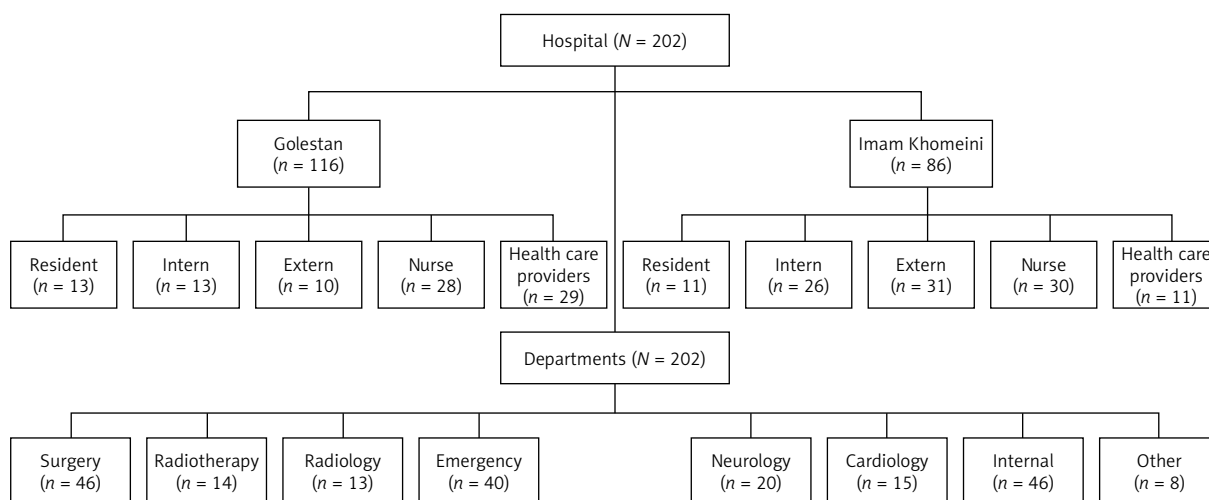 Hospital (N = 202)
Golestan
(n = 116)
Imam Khomeini
(n = 86)
Resident
(n = 13)
Intern
(n = 13)
Extern
(n = 10)
Nurse
(n = 28)
Health care
providers
(n = 29)
Resident
(n = 11)
Intern
(n = 26)
Extern
(n = 31)
Nurse
(n = 30)
Health care
providers
(n = 11)
Departments (N = 202)
Surgery
(n = 46)
Radiotherapy
(n = 14)
Radiology
(n = 13)
Emergency
(n = 40)
Neurology
(n = 20)
Cardiology
(n = 15)
Internal
(n = 46)
Other
(n = 8)